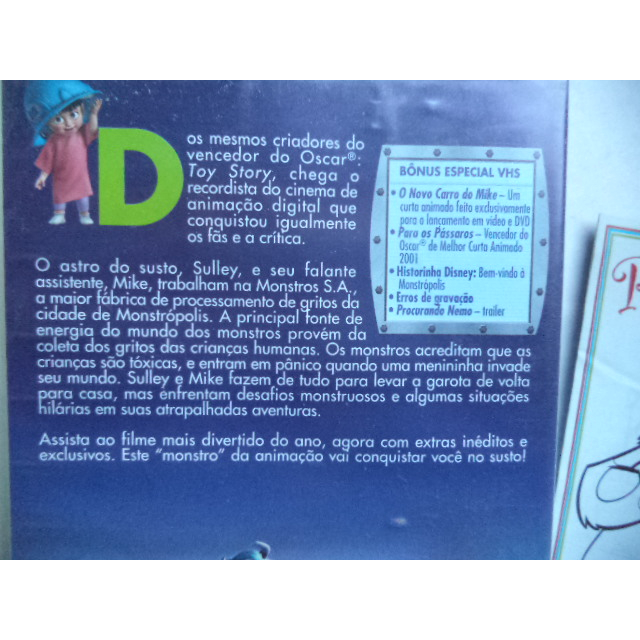 Dos mesmos criadores do
vencedor do Oscar®:
Toy Story, chega o
recordista do cinema de
animação digital que
conquistou igualmente
os fãs e a crítica.
O astro do susto, Sulley, e seu falante
assistente, Mike, trabalham na Monstros S.A.,
a maior fábrica de processamento de gritos da
cidade de Monstrópolis. A principal fonte de
energia do mundo dos monstros provém da
coleta dos gritos das crianças humanas. Os monstros acreditam que as
crianças são tóxicas, e entram em pânico quando uma menininha invade
seu mundo. Sulley e Mike fazem de tudo para levar a garota de volta
para casa, mas enfrentam desafios monstruosos e algumas situações
hilárias em suas atrapalhadas aventuras.
Assista ao filme mais divertido do ano, agora com extras inéditos e
exclusivos. Este "monstro" da animação vai conquistar você no susto!
BÔNUS ESPECIAL VHS
• O Novo Carro do Mike – Um
curta animado feito exclusivamente
para o lançamento em vídeo e DVD
• Para os Pássaros – Vencedor do
Oscar® de Melhor Curta Animado
2001
• Historinha Disney: Bem-vindo à
Monstrópolis
• Erros de gravação
• Procurando Nemo – trailer